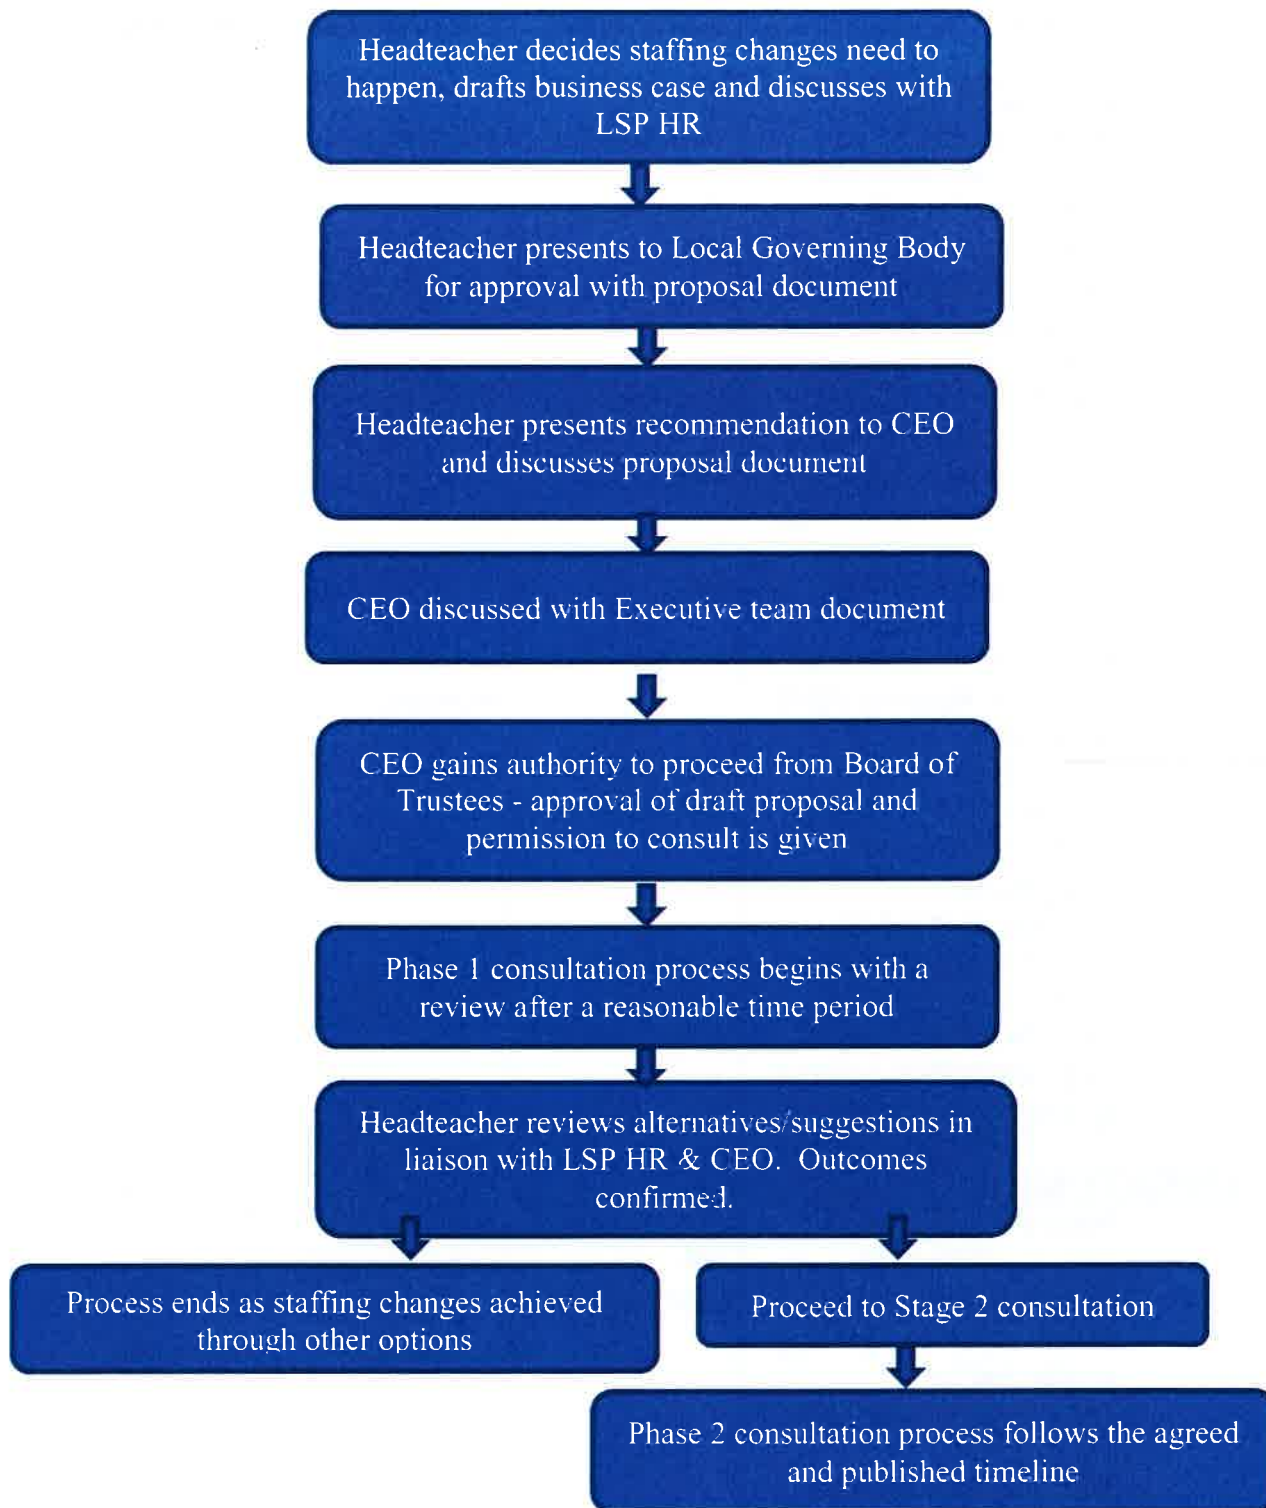 Headteacher decides staffing changes need to
happen, drafts business case and discusses with
LSP HR
Headteacher presents to Local Governing Body
for approval with proposal document
Headteacher presents recommendation to CEO
and discusses proposal document
CEO discussed with Executive team document
CEO gains authority to proceed from Board of
Trustees - approval of draft proposal and
permission to consult is given
Phase 1 consultation process begins with a
review after a reasonable time period
Headteacher reviews alternatives/suggestions in
liaison with LSP HR & CEO.  Outcomes
confirmed.
Process ends as staffing changes achieved
through other options
Proceed to Stage 2 consultation
Phase 2 consultation process follows the agreed
and published timeline